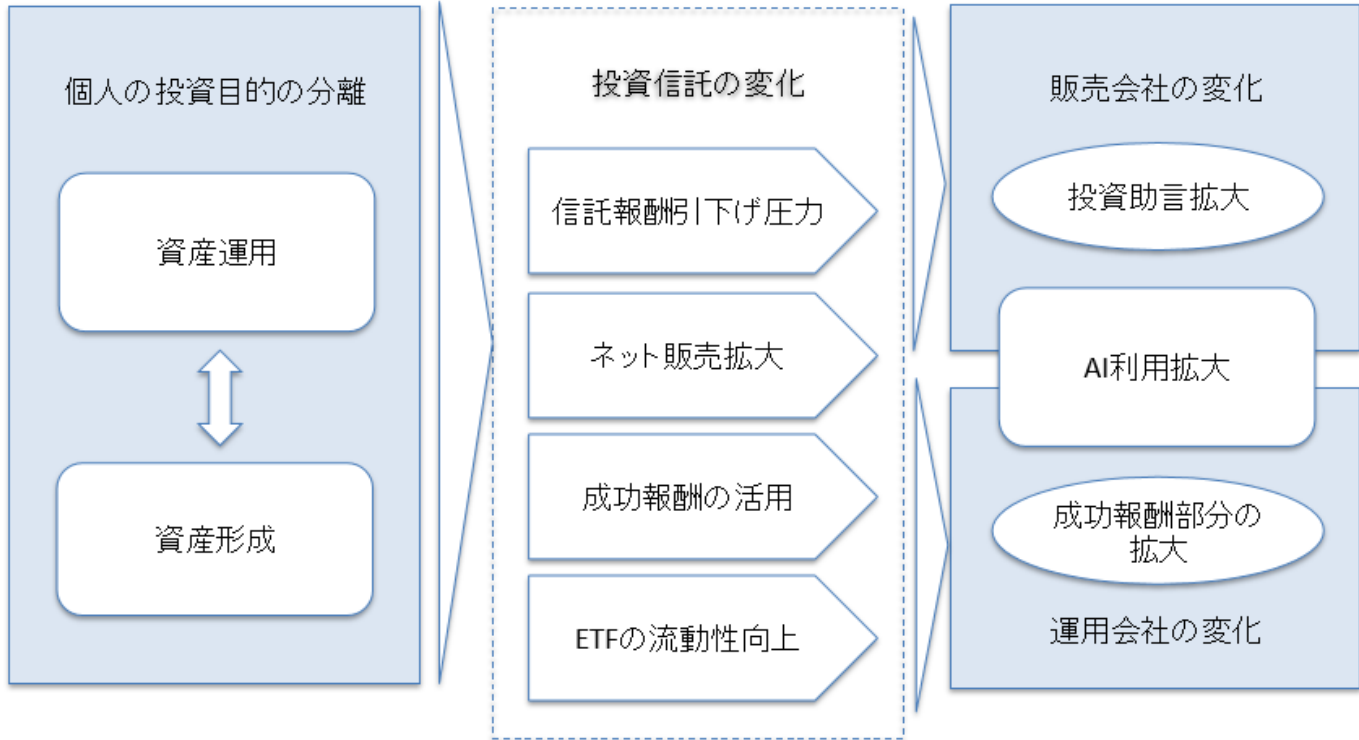 個人の投資目的の分離
資産運用
資産形成
投資信託の変化
信託報酬引下げ圧力
ネット販売拡大
成功報酬の活用
ETFの流動性向上
販売会社の変化
投資助言拡大
AI利用拡大
成功報酬部分の
拡大
運用会社の変化